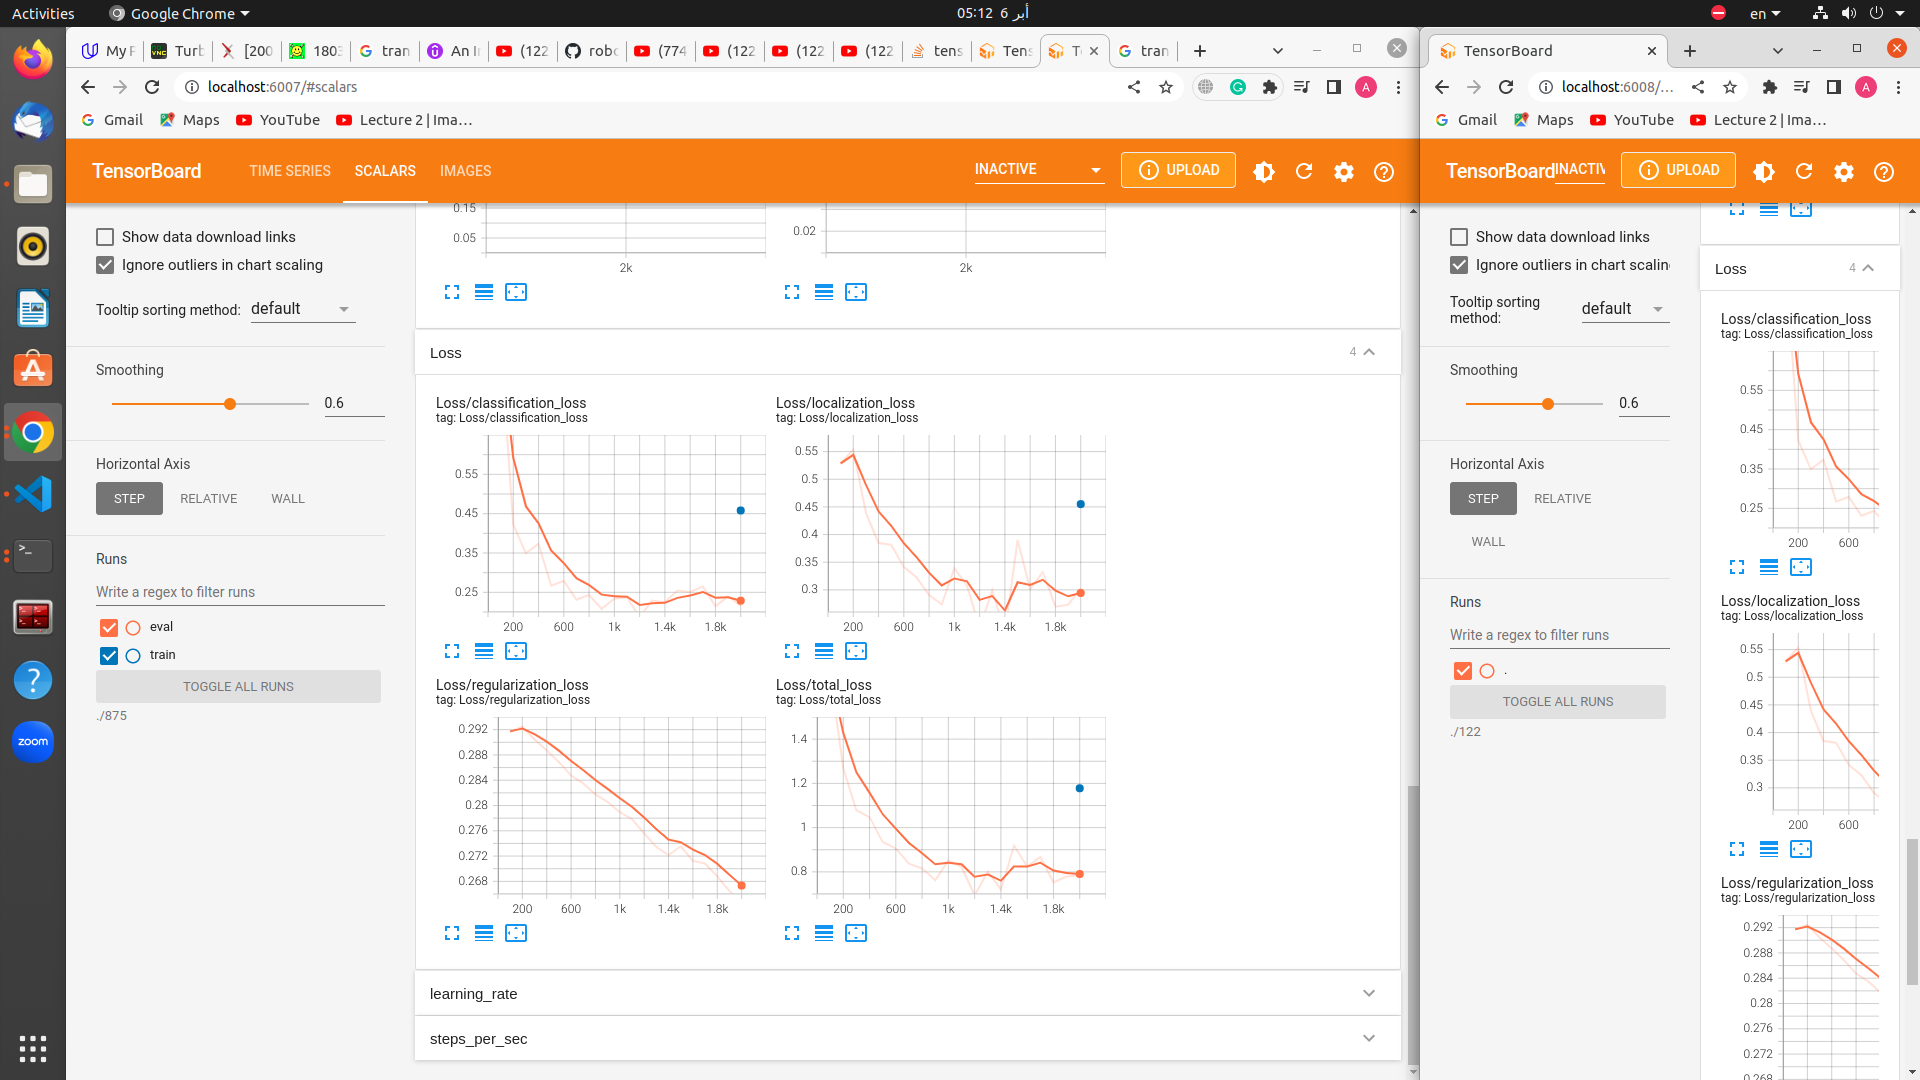 Activities
Google Chrome
05:12 6 أبر
en
My P
Turb
[200
1803
tran
An In
(122
robo
(774
(122
(122
(122
tens
Tens
Te
tran
TensorBoard
localhost:6007/#scalars
localhost:6008/...
Gmail
Maps
YouTube
Lecture 2 | Ima...
Gmail
Maps
YouTube
Lecture 2 | Ima...
TensorBoard
TIME SERIES
SCALARS
IMAGES
INACTIVE
UPLOAD
TensorBoard
INACTIV
UPLOAD
Show data download links
Ignore outliers in chart scaling
Tooltip sorting method:
default
Smoothing
0.6
Horizontal Axis
STEP
RELATIVE
WALL
Runs
Write a regex to filter runs
eval
train
TOGGLE ALL RUNS
./875
0.15
0.05
2k
0.02
2k
Loss
4
Loss/classification_loss
tag: Loss/classification_loss
0.55
0.45
0.35
0.25
200 600 1k 1.4k 1.8k
Loss/localization_loss
tag: Loss/localization_loss
0.55
0.5
0.45
0.4
0.35
0.3
200 600 1k 1.4k 1.8k
Loss/regularization_loss
tag: Loss/regularization_loss
0.292
0.288
0.284
0.28
0.276
0.272
0.268
200 600 1k 1.4k 1.8k
Loss/total_loss
tag: Loss/total_loss
1.4
1.2
1
0.8
200 600 1k 1.4k 1.8k
learning_rate
steps_per_sec
Show data download links
Ignore outliers in chart scaling
Tooltip sorting
method:
default
Smoothing
0.6
Horizontal Axis
STEP
RELATIVE
WALL
Runs
Write a regex to filter runs
.
TOGGLE ALL RUNS
./122
Loss
4
Loss/classification_loss
tag: Loss/classification_loss
0.55
0.45
0.35
0.25
200 600
Loss/localization_loss
tag: Loss/localization_loss
0.55
0.5
0.45
0.4
0.35
0.3
200 600
Loss/regularization_loss
tag: Loss/regularization_loss
0.292
0.288
0.284
0.28
0.276
0.272
0.268
zoom